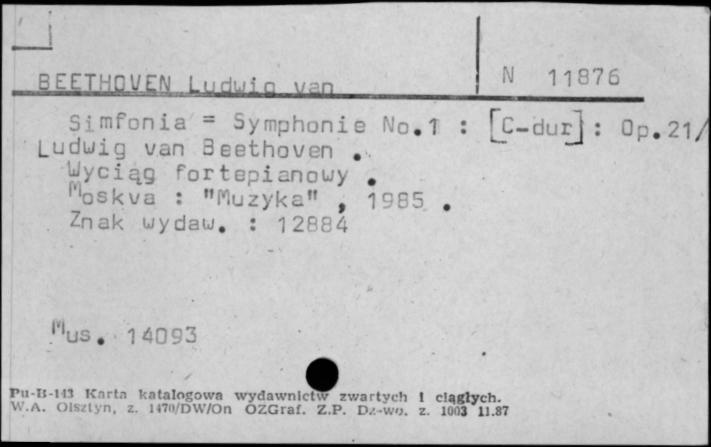 N 11876
BEETHOVEN Ludwig van
Simfonia = Symphonie No.1 : [C-dur] : Op.21/
Ludwig van Beethoven .
Wyciąg fortepianowy .
Moskva : "Muzyka" , 1985 .
Znak wydaw. : 12884
Mus. 14093
Pu-B-143 Karta katalogowa wydawnictw zwartych i ciągłych.
W.A. Olsztyn, z. 1470/DW/On OZGraf. Z.P. Dz-wo. z. 1003 11.87